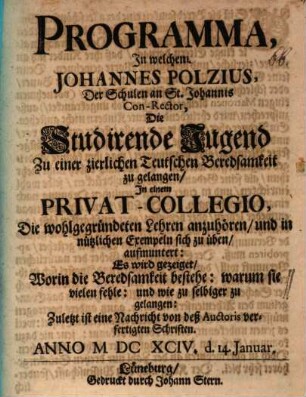 PROGRAMMA,
In welchem
JOHANNES POLZIUS,
Der Schulen an St. Johannis
Con-Rector,
Die
Studirende Jugend
Zu einer zierlichen Teutschen Beredsamkeit
zu gelangen/
In einem
PRIVAT-COLLEGIO,
Die wohlgegründeten Lehren anzuhören/ und in
nützlichen Exempeln sich zu üben/
aufmuntert:
Es wird gezeiget/
Worin die Beredsamkeit bestehe: warum sie
vielen fehle: und wie zu selbiger zu
gelangen:
Zuletzt ist eine Nachricht von deß Auctoris ver-
fertigten Schriften.
ANNO M DC XCIV. d. 14. Januar.
Lüneburg/
Gedruckt durch Johann Stern.